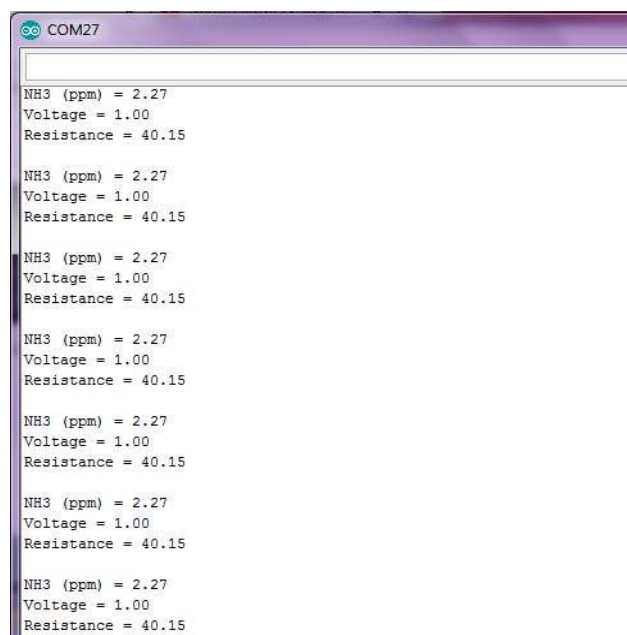 COM27
NH3 (ppm) = 2.27
Voltage = 1.00
Resistance = 40.15
NH3 (ppm) = 2.27
Voltage = 1.00
Resistance = 40.15
NH3 (ppm) = 2.27
Voltage = 1.00
Resistance = 40.15
NH3 (ppm) = 2.27
Voltage = 1.00
Resistance = 40.15
NH3 (ppm) = 2.27
Voltage = 1.00
Resistance = 40.15
NH3 (ppm) = 2.27
Voltage = 1.00
Resistance = 40.15
NH3 (ppm) = 2.27
Voltage = 1.00
Resistance = 40.15